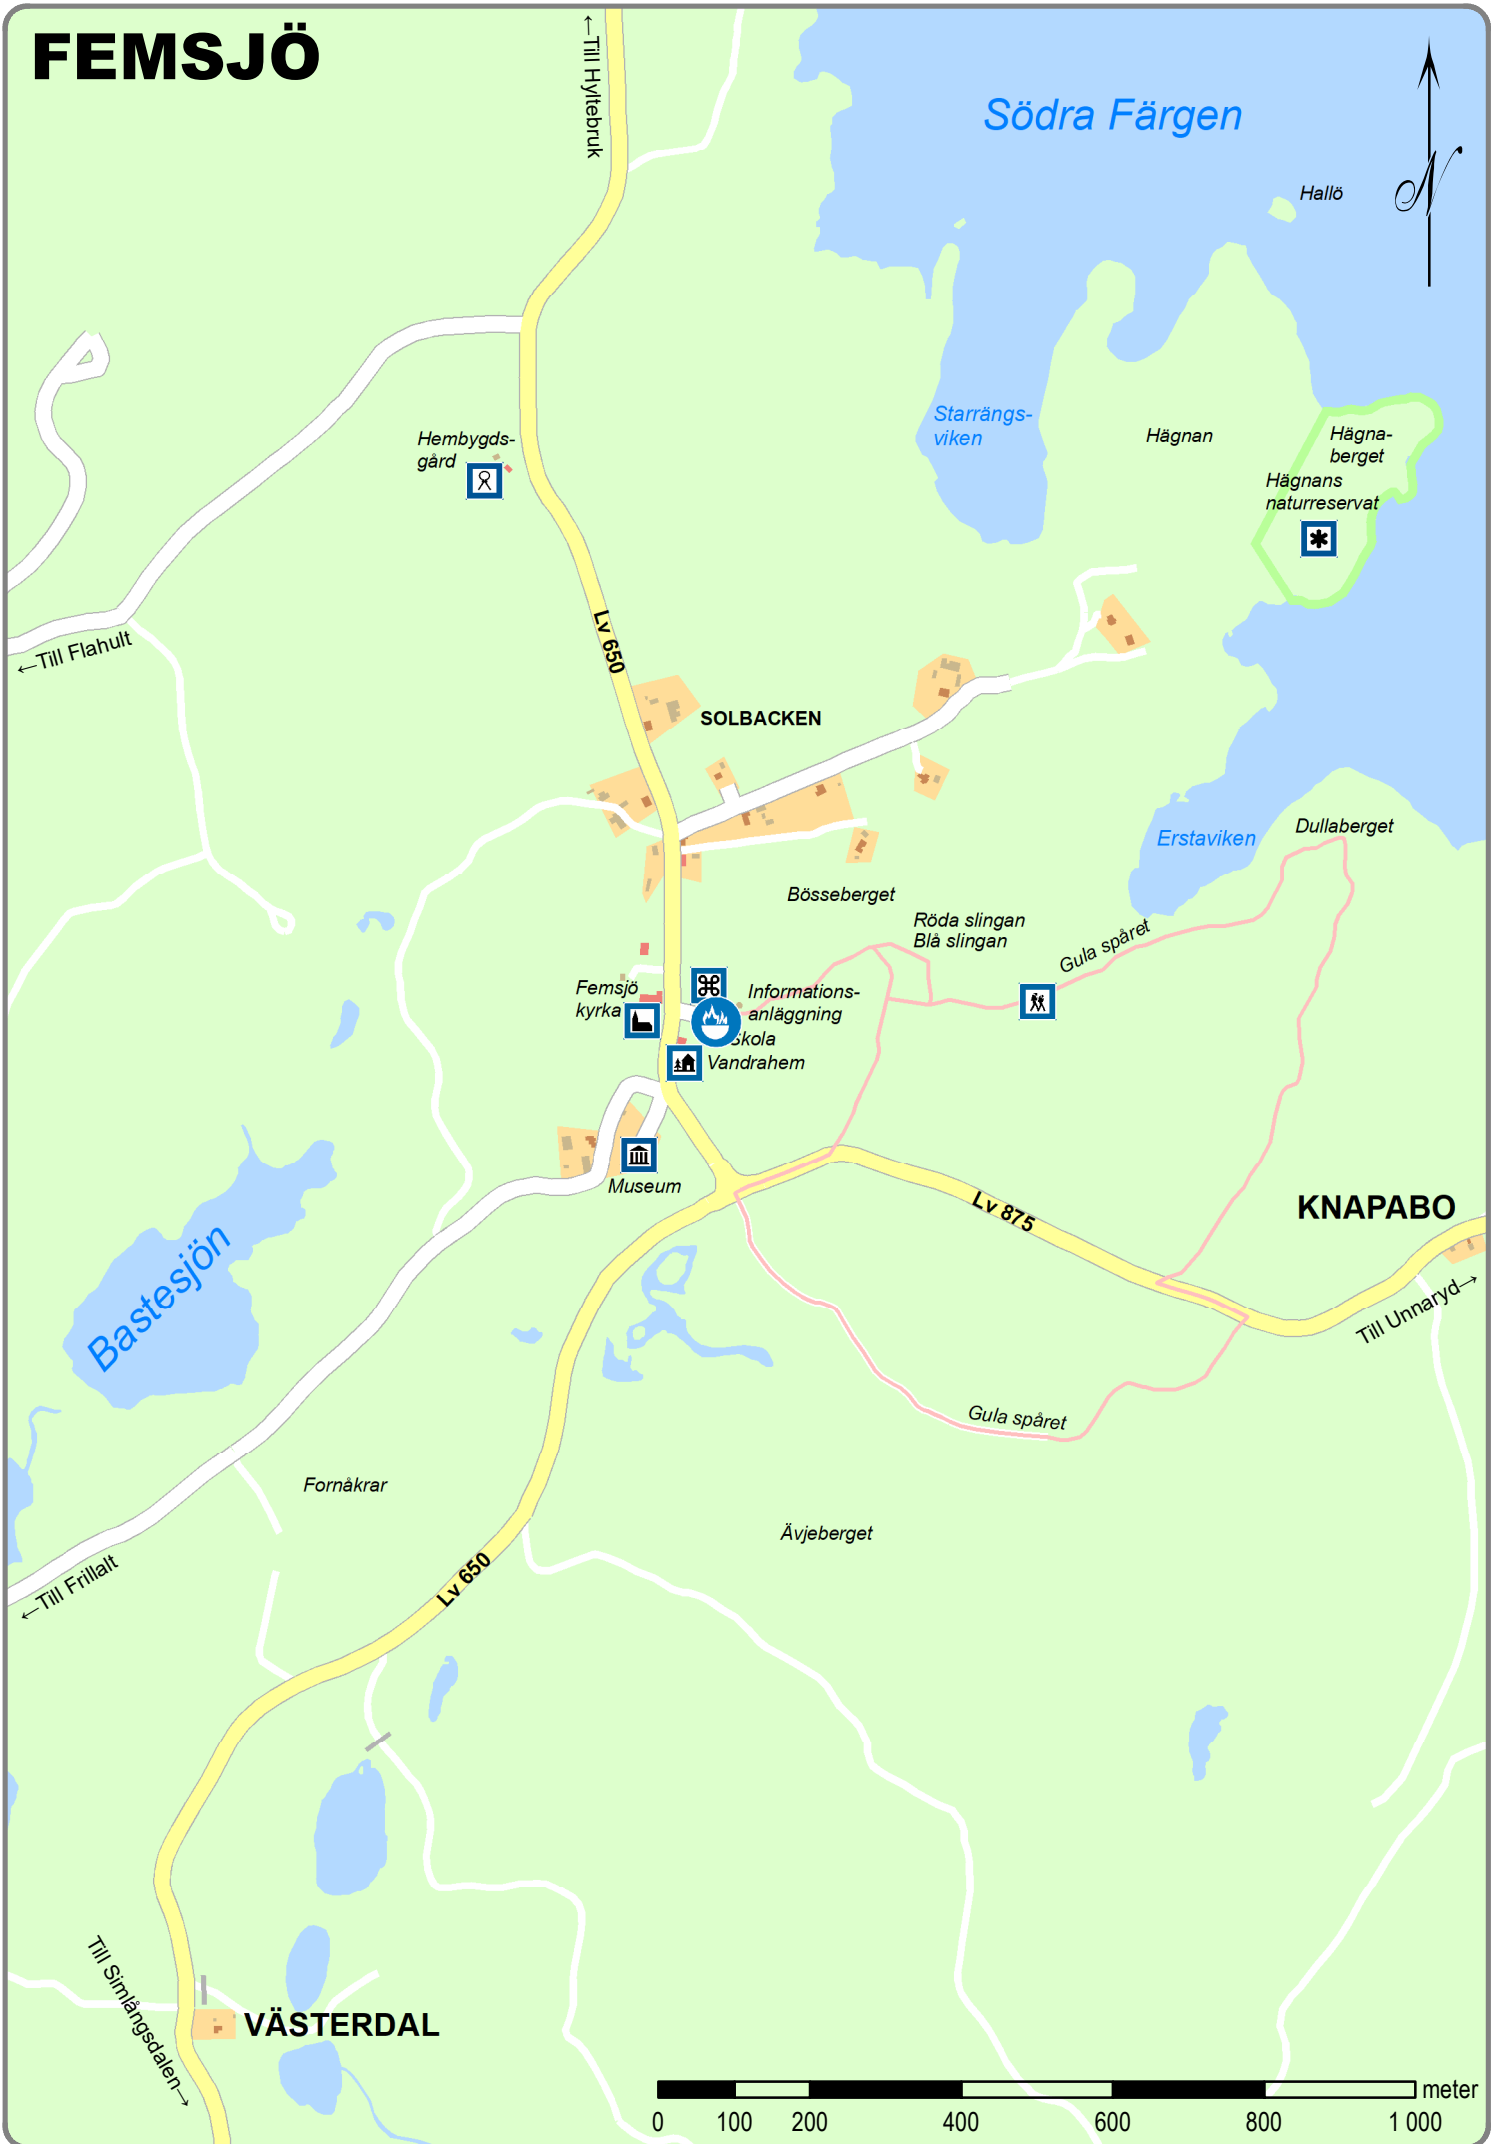 FEMSJÖ
←Till Hyltebruk
Södra Färgen
N
Hallö
Starrängs-
viken
Hägnan
Hägna-
berget
Hembygds-
gård
Hägnans
naturreservat
←Till Flahult
Lv 650
SOLBACKEN
Erstaviken
Dullaberget
Bösseberget
Röda slingan
Blå slingan
Gula spåret
Femsjö
kyrka
Informations-
anläggning
Skola
Vandrahem
Museum
Lv 875
KNAPABO
Bastesjön
Till Unnaryd→
Gula spåret
Fornåkrar
Ävjeberget
←Till Frillalt
Lv 650
Till Simlångsdalen→
VÄSTERDAL
meter
0 100 200 400 600 800 1 000